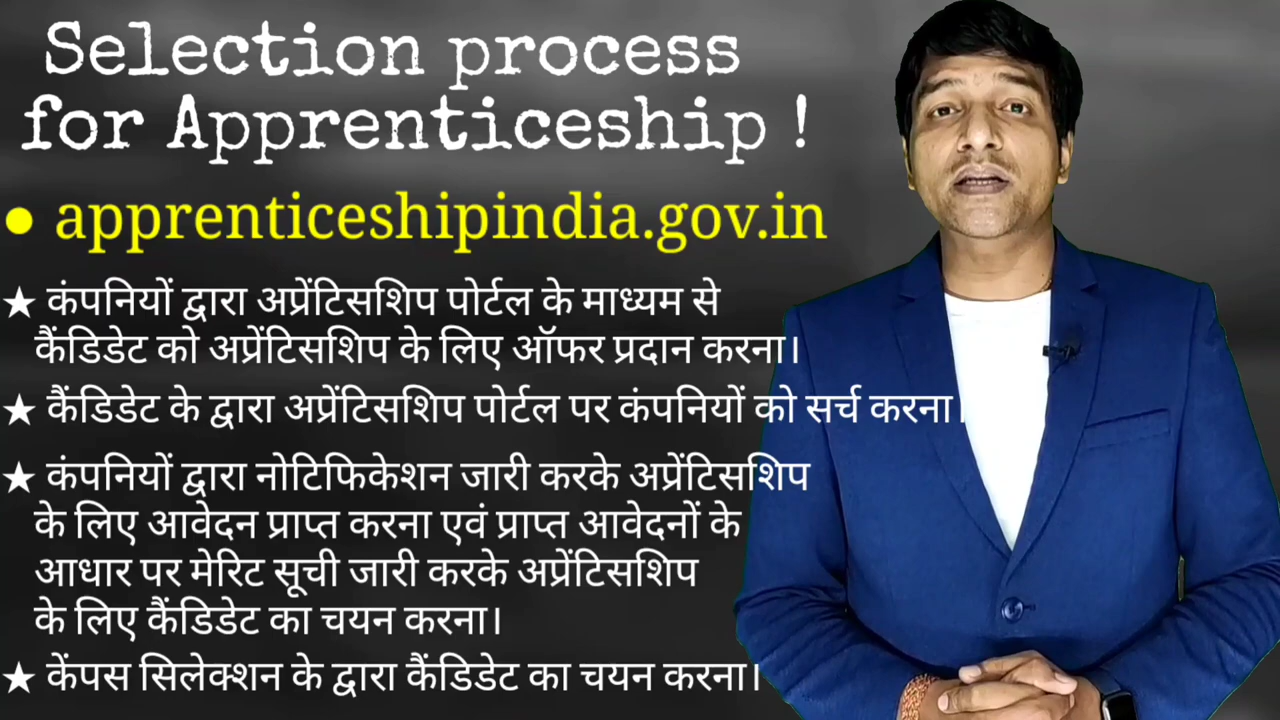 Selection process
for Apprenticeship !
● apprenticeshipindia.gov.in
★ कंपनियों द्वारा अप्रेंटिसशिप पोर्टल के माध्यम से
कैंडिडेट को अप्रेंटिसशिप के लिए ऑफर प्रदान करना।
★ कैंडिडेट के द्वारा अप्रेंटिसशिप पोर्टल पर कंपनियों को सर्च करना।
★ कंपनियों द्वारा नोटिफिकेशन जारी करके अप्रेंटिसशिप
के लिए आवेदन प्राप्त करना एवं प्राप्त आवेदनों के
आधार पर मेरिट सूची जारी करके अप्रेंटिसशिप
के लिए कैंडिडेट का चयन करना।
★ केंपस सिलेक्शन के द्वारा कैंडिडेट का चयन करना।